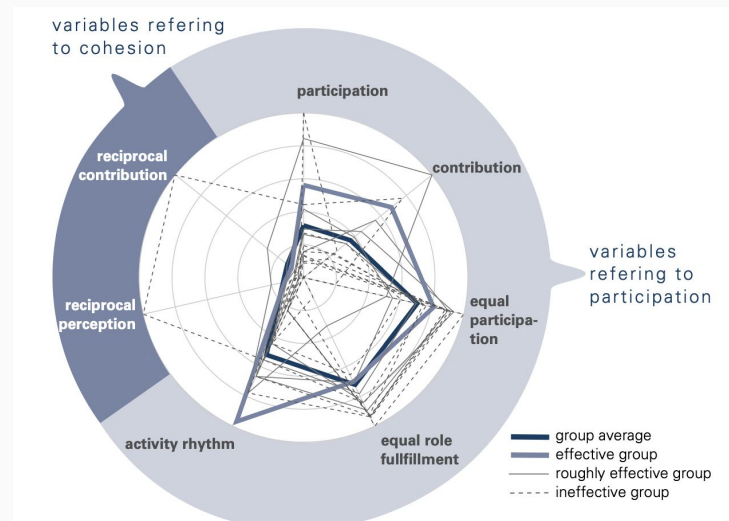 variables refering
to cohesion
participation
reciprocal
contribution
contribution
variables
refering to
participation
reciprocal
perception
equal
participa-
tion
activity rhythm
equal role
fullfillment
group average
effective group
roughly effective group
ineffective group